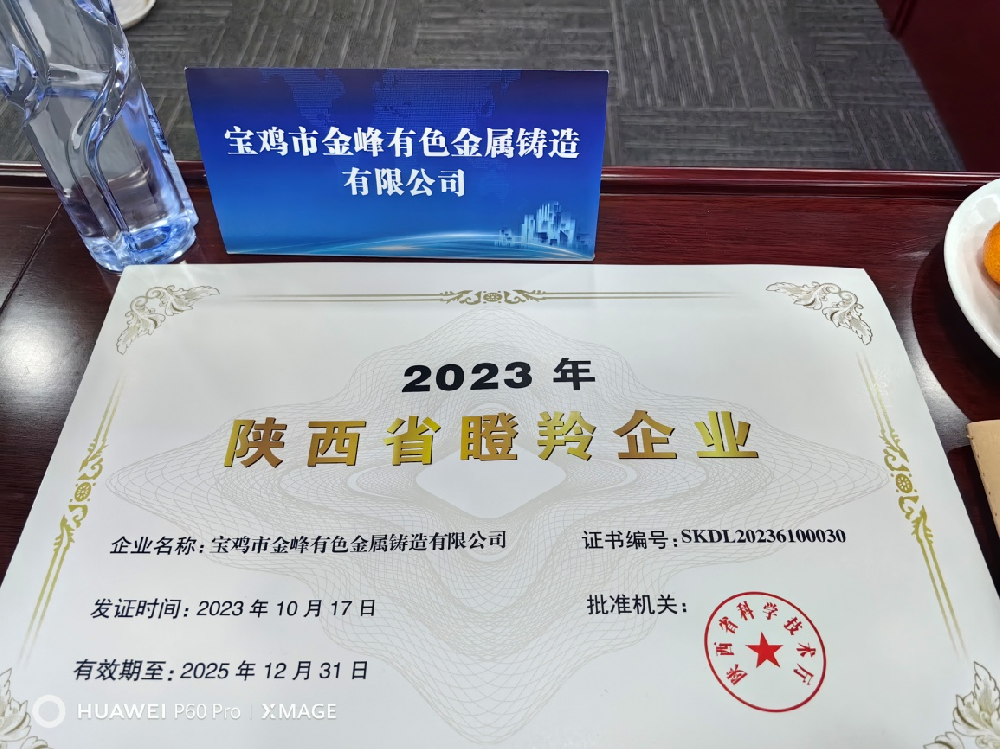 宝鸡市金峰有色金属铸造
有限公司
2023 年
陕西省瞪羚企业
企业名称:宝鸡市金峰有色金属铸造有限公司
证书编号:SKDL20236100030
发证时间:2023 年 10 月 17 日
批准机关:
陕西省科学技术厅
有效期至:2025 年 12 月 31 日
HUAWEI P60 Pro | XMAGE